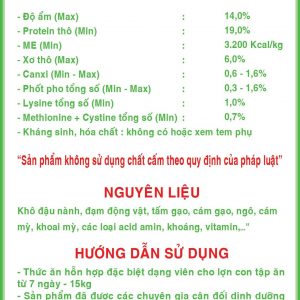 - Độ ẩm (Max) : 14,0%
- Protein thô (Min) : 19,0%
- ME (Min) : 3.200 Kcal/kg
- Xơ thô (Max) : 6,0%
- Canxi (Min - Max) : 0,6 - 1,6%
- Phốt pho tổng số (Min - Max) : 0,3 - 1,6%
- Lysine tổng số (Min) : 1,0%
- Methionine + Cystine tổng số (Min) : 0,7%
- Kháng sinh, hóa chất : không có hoặc xem tem phụ
“Sản phẩm không sử dụng chất cấm theo quy định của pháp luật”
NGUYÊN LIỆU
Khô đậu nành, đạm động vật, tấm gạo, cám gạo, ngô, cám
mỳ, khoai mỳ, các loại acid amin, khoáng, vitamin,.."
HƯỚNG DẪN SỬ DỤNG
- Thức ăn hỗn hợp đặc biệt dạng viên cho lợn con tập ăn
từ 7 ngày - 15kg
- Sản phẩm đã được các chuyên gia cân đối dinh dưỡng